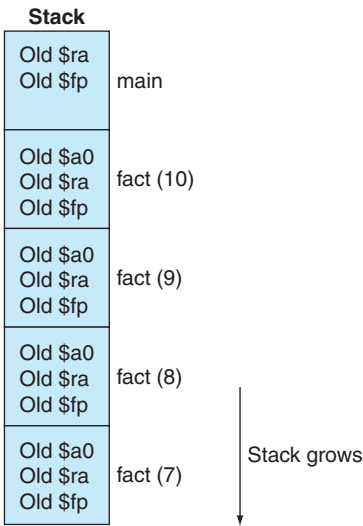 Stack
Old $ra
Old $fp
main
Old $a0
Old $ra
Old $fp
fact (10)
Old $a0
Old $ra
Old $fp
fact (9)
Old $a0
Old $ra
Old $fp
fact (8)
Old $a0
Old $ra
Old $fp
fact (7)
Stack grows